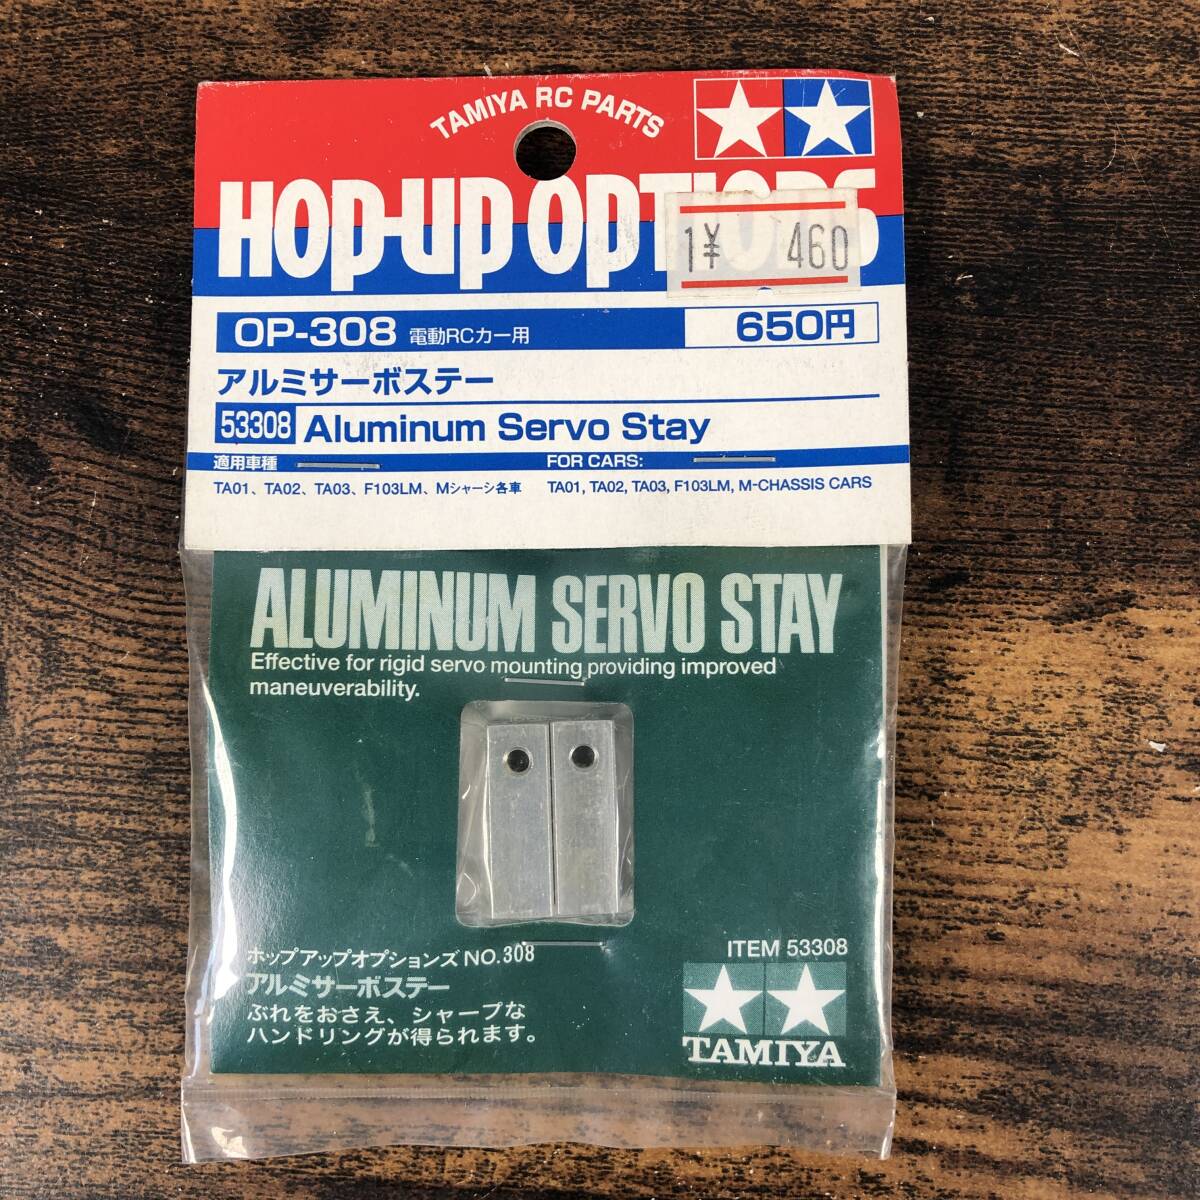 TAMIYA RC PARTS
HOP-UP OPTIONS
1¥ 460
OP-308 電動RCカー用 650円
アルミサーボステー
53308 Aluminum Servo Stay
適用車種
TA01、TA02、TA03、F103LM、Mシャーシ各車
FOR CARS:
TA01, TA02, TA03, F103LM, M-CHASSIS CARS
ALUMINUM SERVO STAY
Effective for rigid servo mounting providing improved
maneuverability.
ホップアップオプションズ NO.308
アルミサーボステー
ぶれをおさえ、シャープな
ハンドリングが得られます。
ITEM 53308
TAMIYA